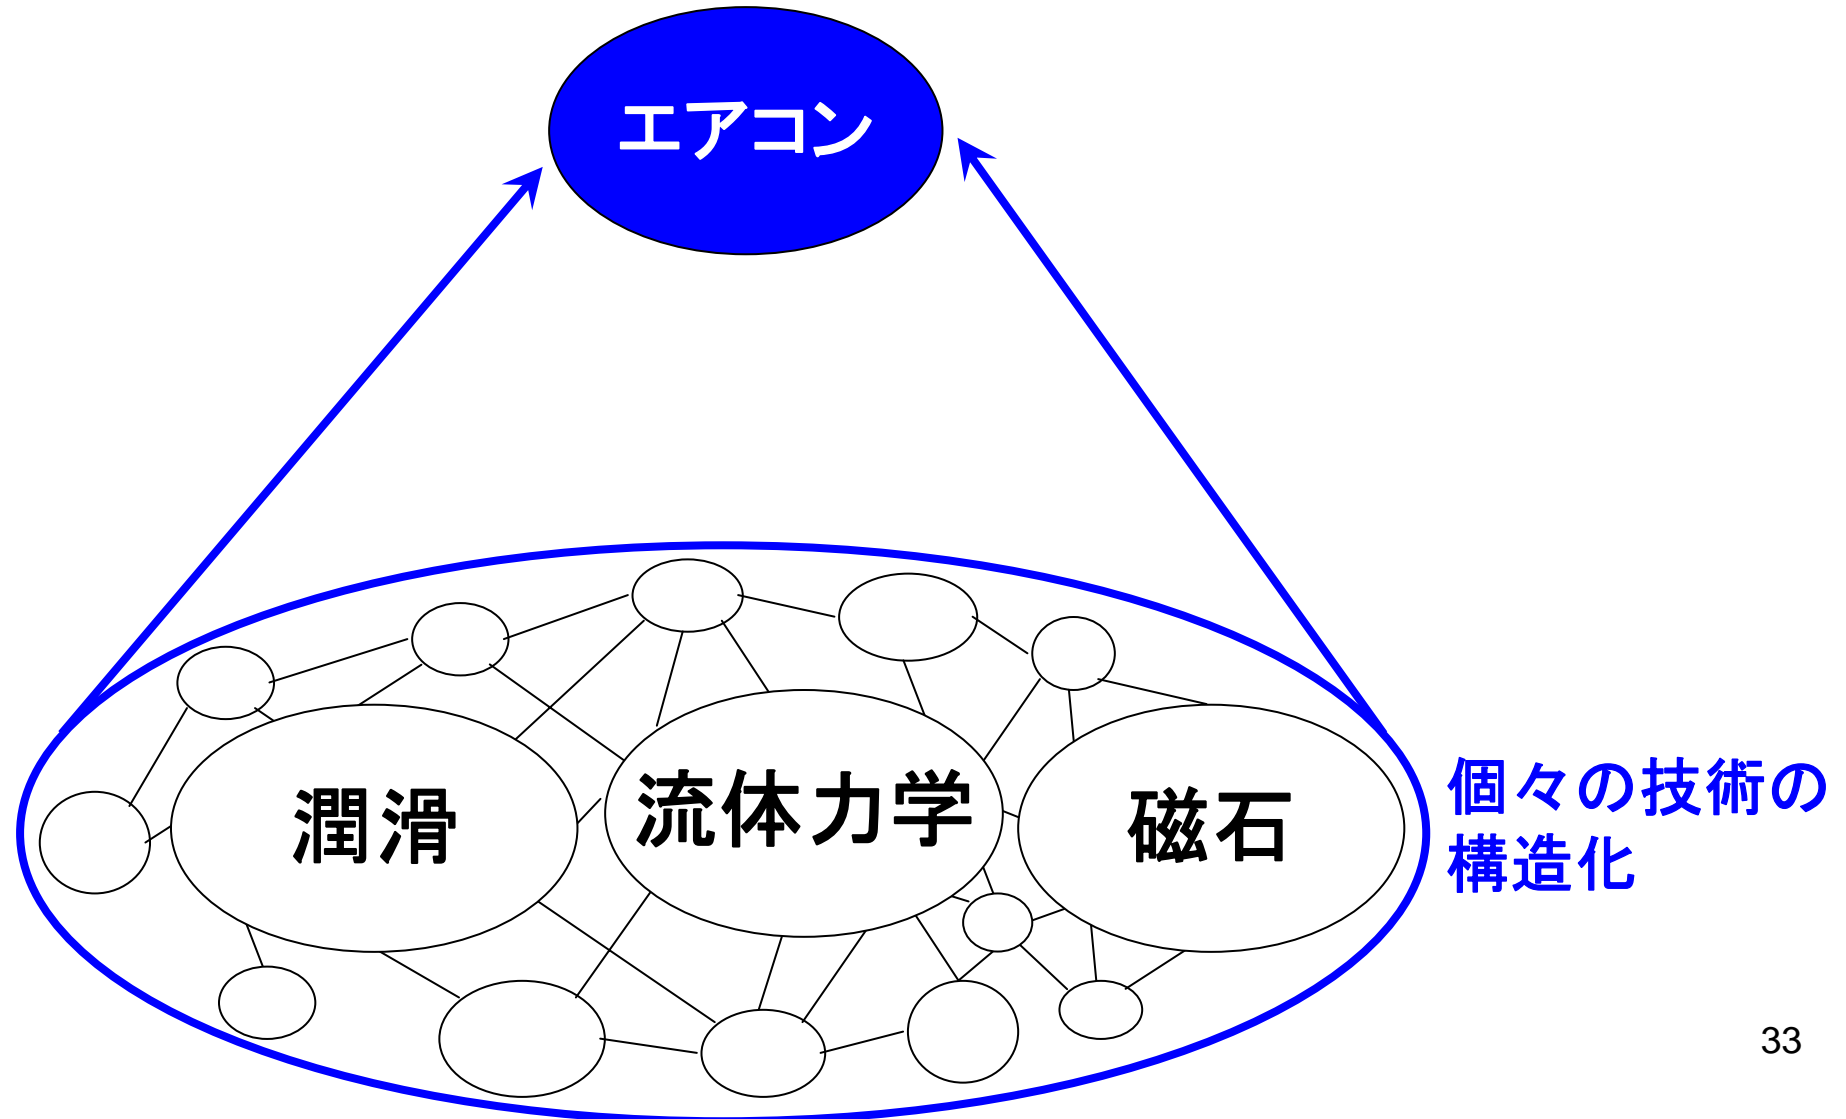 エアコン
潤滑
流体力学
磁石
個々の技術の
構造化
33